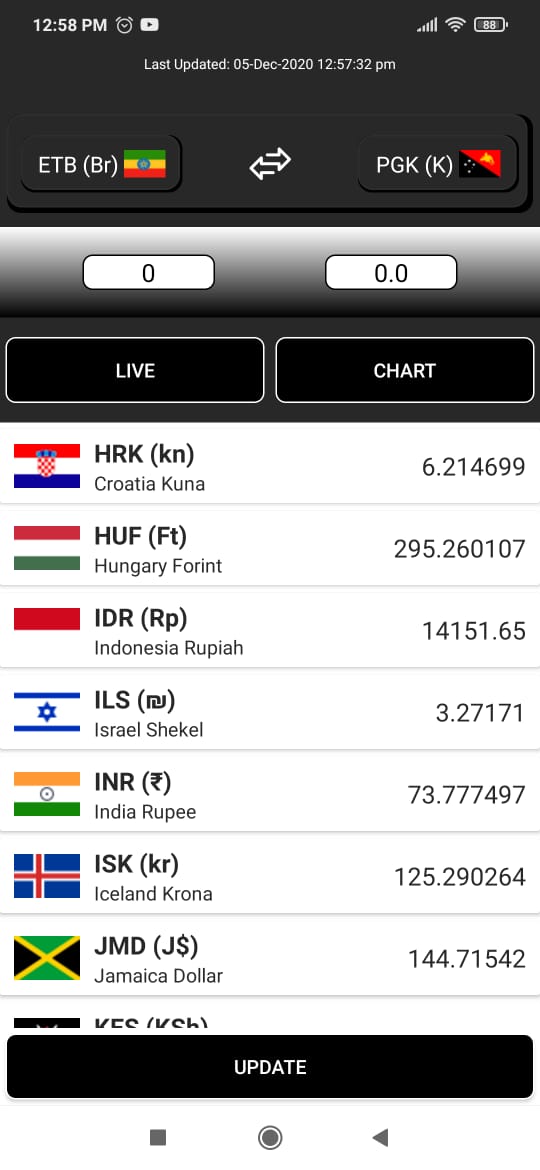 12:58 PM
88
Last Updated: 05-Dec-2020 12:57:32 pm
ETB (Br)
PGK (K)
0
0.0
LIVE
CHART
HRK (kn)
6.214699
Croatia Kuna
HUF (Ft)
295.260107
Hungary Forint
IDR (Rp)
14151.65
Indonesia Rupiah
ILS (₪)
3.27171
Israel Shekel
INR (₹)
73.777497
India Rupee
ISK (kr)
125.290264
Iceland Krona
JMD (J$)
144.71542
Jamaica Dollar
KES (KSh)
UPDATE